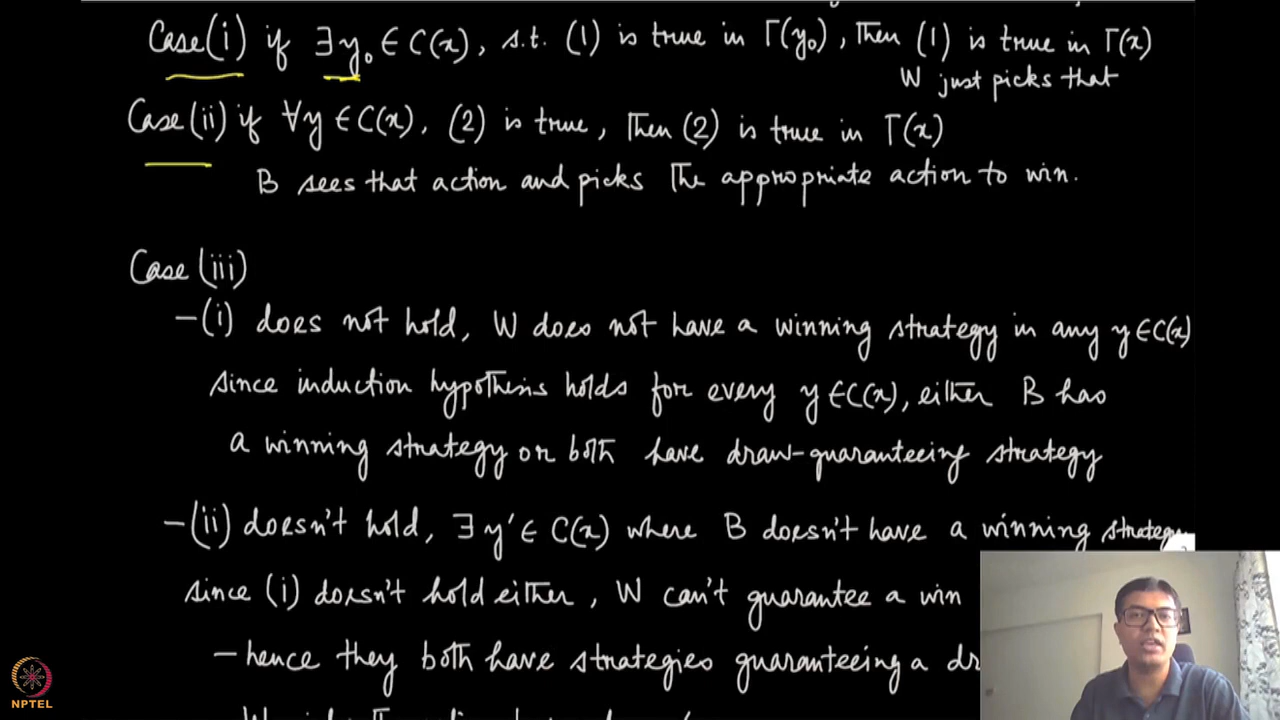 Case (i) if ∃ y₀ ∈ C(x), s.t. (1) is true in Γ(y₀), Then (1) is true in Γ(x)
W just picks that
Case (ii) if ∀y ∈ C(x), (2) is true, Then (2) is true in Γ(x)
B sees that action and picks The appropriate action to win.
Case (iii)
- (i) does not hold, W does not have a winning strategy in any y ∈ C(x)
since induction hypothesis holds for every y ∈ C(x), either B has
a winning strategy or both have draw-guaranteeing strategy
- (ii) doesn't hold, ∃ y' ∈ C(x) where B doesn't have a winning strategy
since (i) doesn't hold either, W can't guarantee a win
- hence they both have strategies guaranteeing a
NPTEL